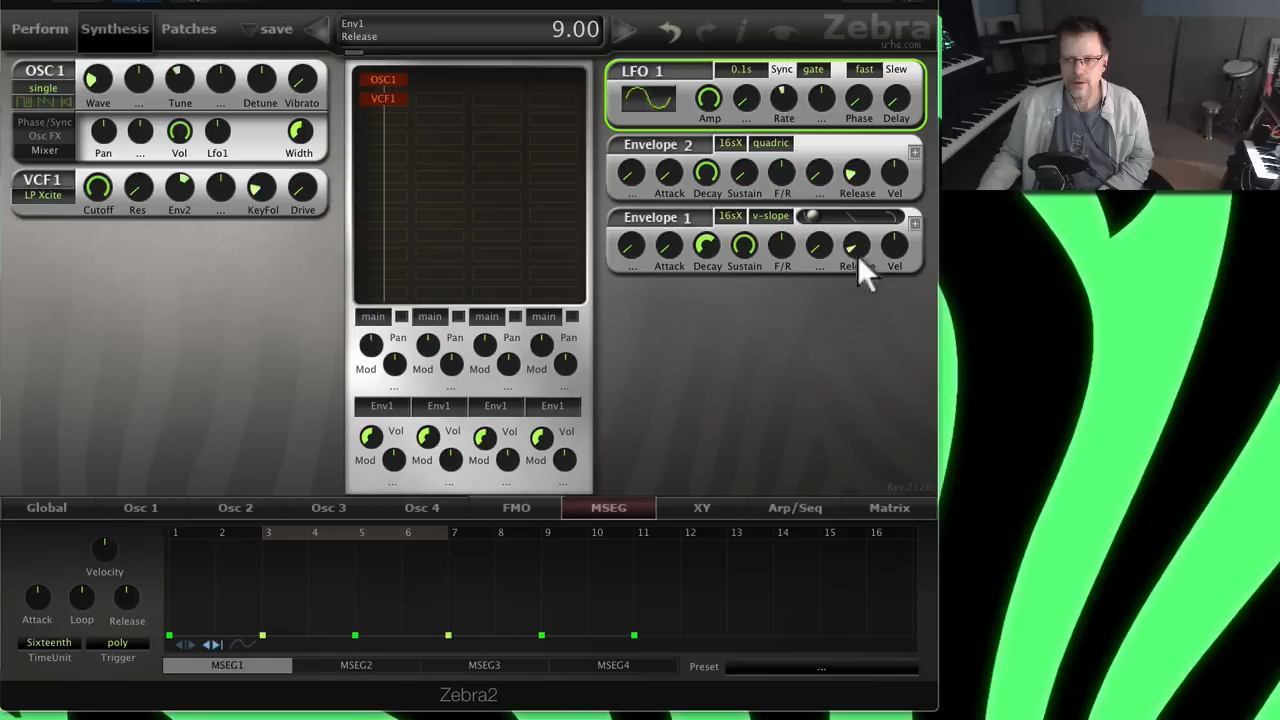 Perform Synthesis Patches save
Env1
Release
9.00
Zebra
u-he.com
OSC 1
single
Wave ... Tune ... Detune Vibrato
Phase/Sync
Osc FX
Mixer
Pan ... Vol Lfo1 Width
VCF1
LP Xcite
Cutoff Res Env2 ... KeyFol Drive
OSC1
VCF1
main main main main
Pan Pan Pan Pan
Mod Mod Mod Mod
...
...
...
...
Env1 Env1 Env1 Env1
Vol Vol Vol Vol
Mod Mod Mod Mod
...
...
...
...
LFO 1 0.1s Sync gate fast Slew
Amp ... Rate ... Phase Delay
Envelope 2 16sX quadric
... Attack Decay Sustain F/R ... Release Vel
Envelope 1 16sX v-slope
... Attack Decay Sustain F/R ... Vel
Rev.2126
Global Osc 1 Osc 2 Osc 3 Osc 4 FMO MSEG XY Arp/Seq Matrix
1 2 3 4 5 6 7 8 9 10 11 12 13 14 15 16
Velocity
Attack Loop Release
Sixteenth poly
TimeUnit Trigger
MSEG1 MSEG2 MSEG3 MSEG4 Preset ...
Zebra2